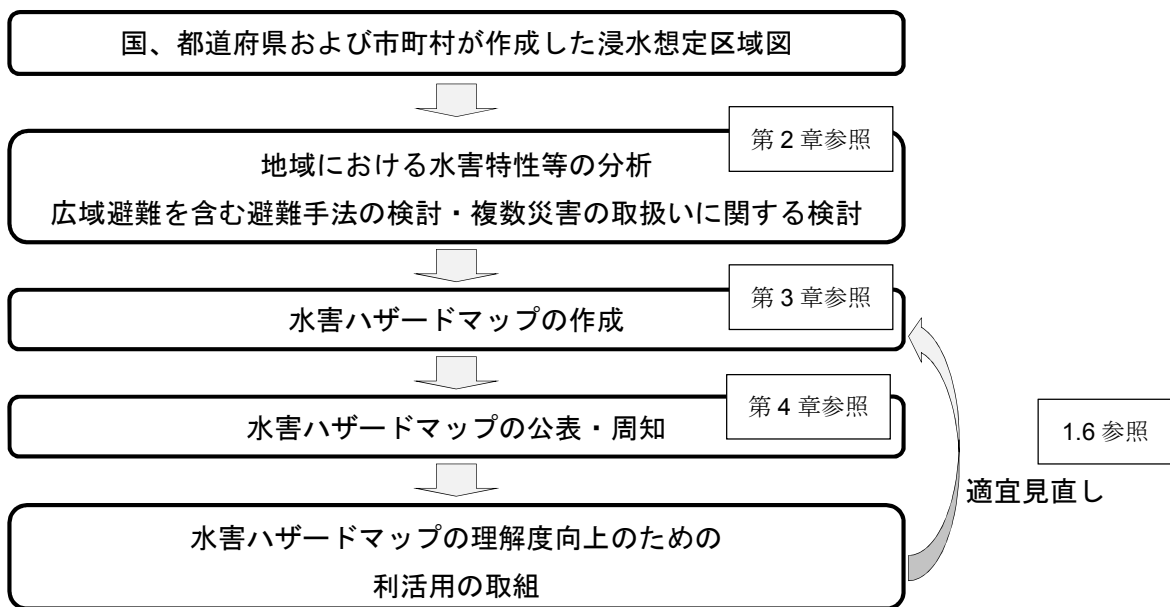 国、都道府県および市町村が作成した浸水想定区域図
第2章参照
地域における水害特性等の分析
広域避難を含む避難手法の検討・複数災害の取扱いに関する検討
第3章参照
水害ハザードマップの作成
第4章参照
水害ハザードマップの公表・周知
1.6参照
適宜見直し
水害ハザードマップの理解度向上のための
利活用の取組